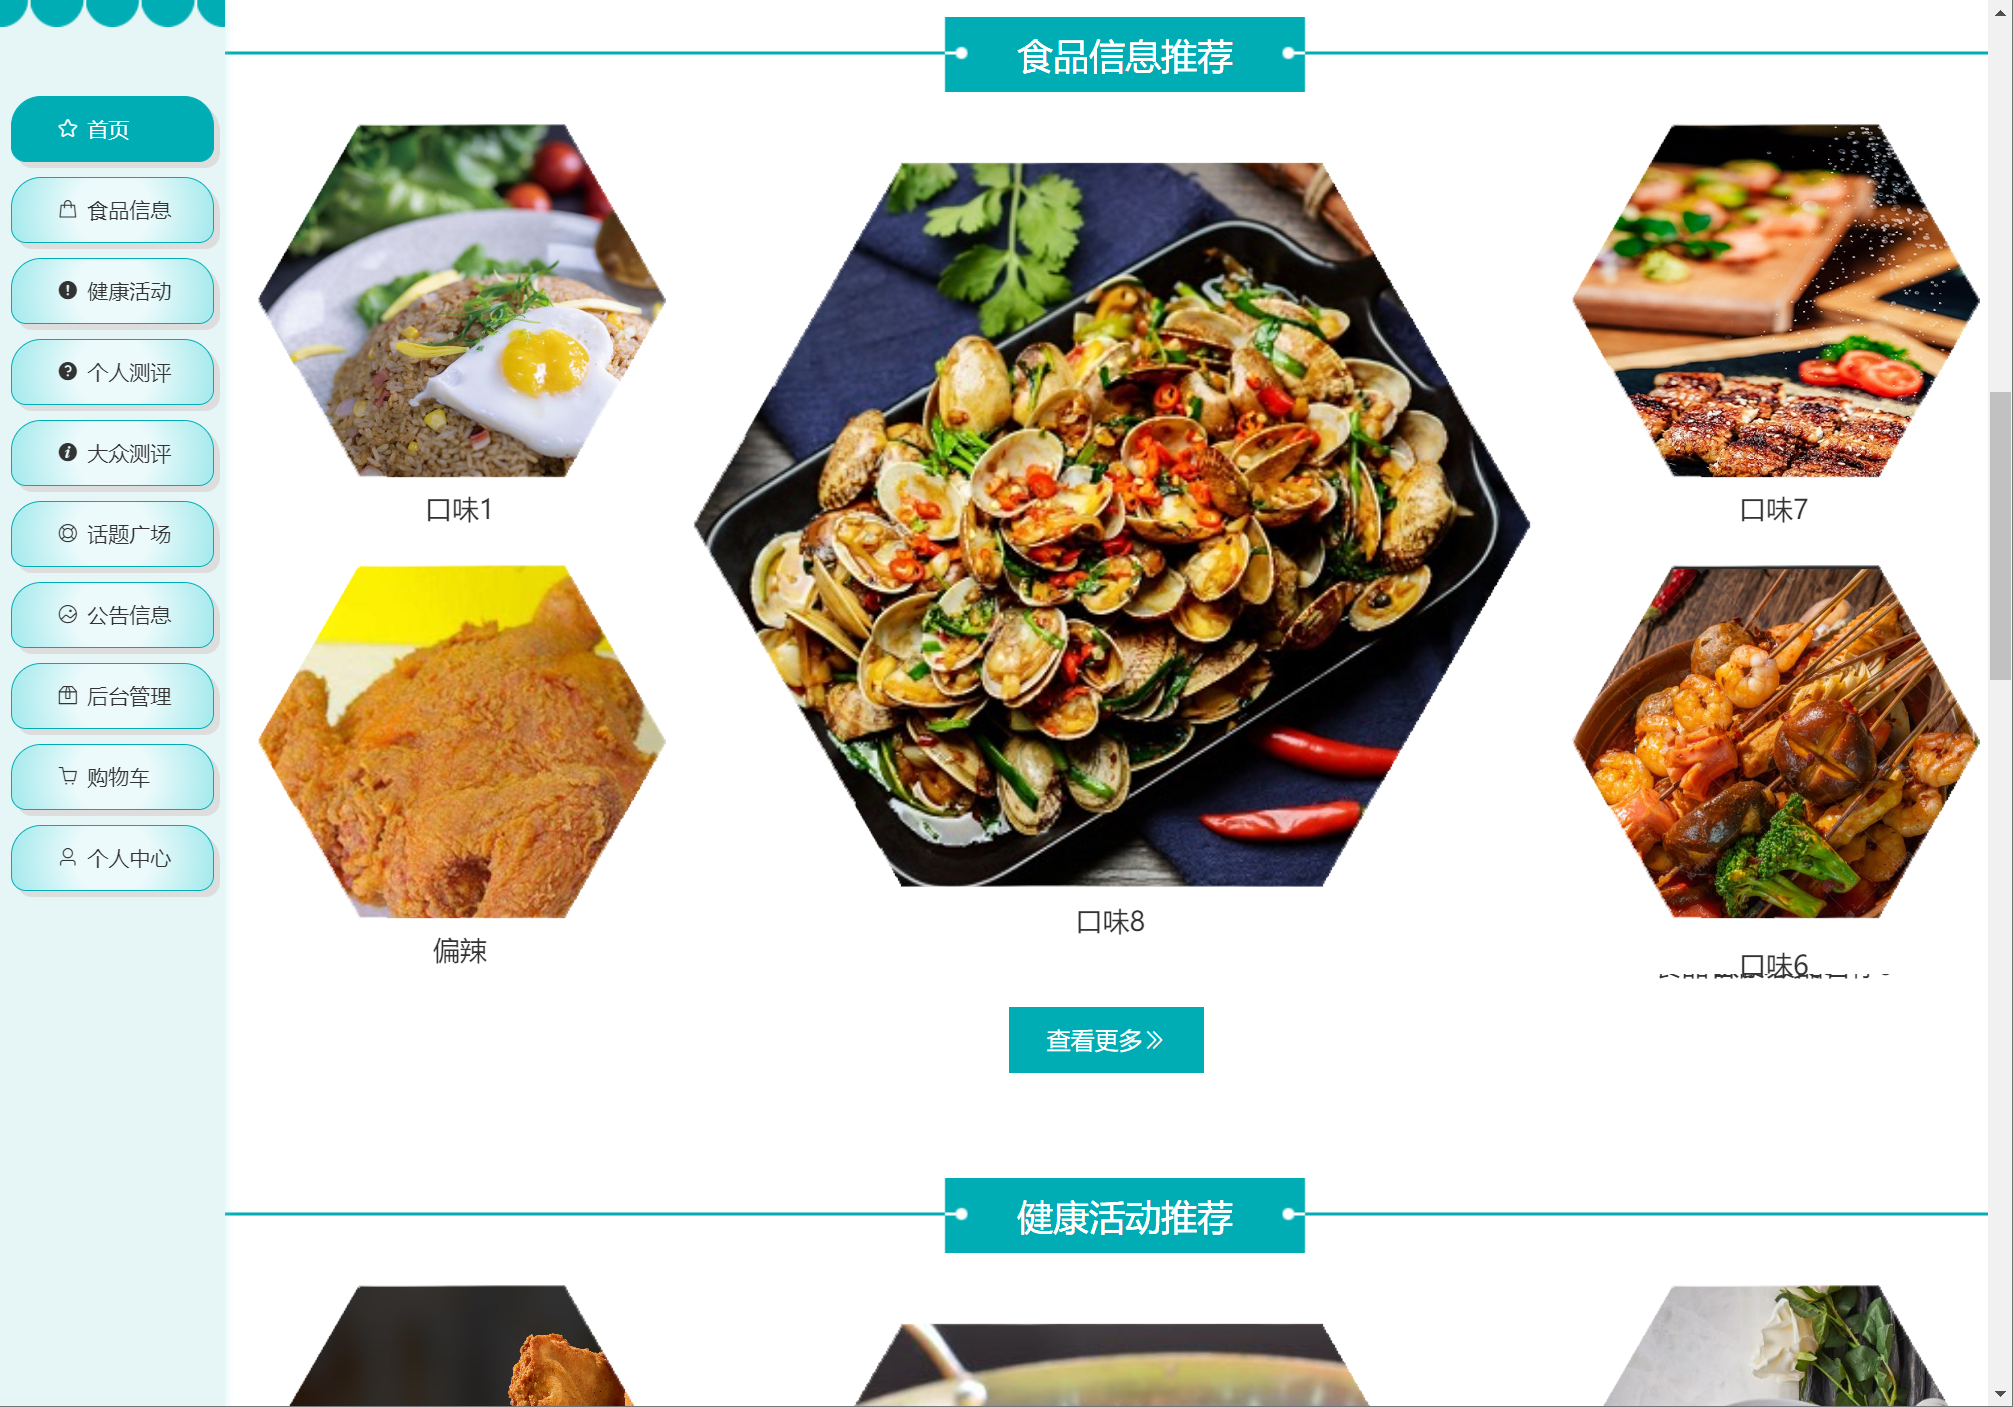 食品信息推荐
首页
食品信息
健康活动
个人测评
大众测评
话题广场
公告信息
后台管理
购物车
个人中心
口味1
口味7
偏辣
口味8
口味6
查看更多
健康活动推荐